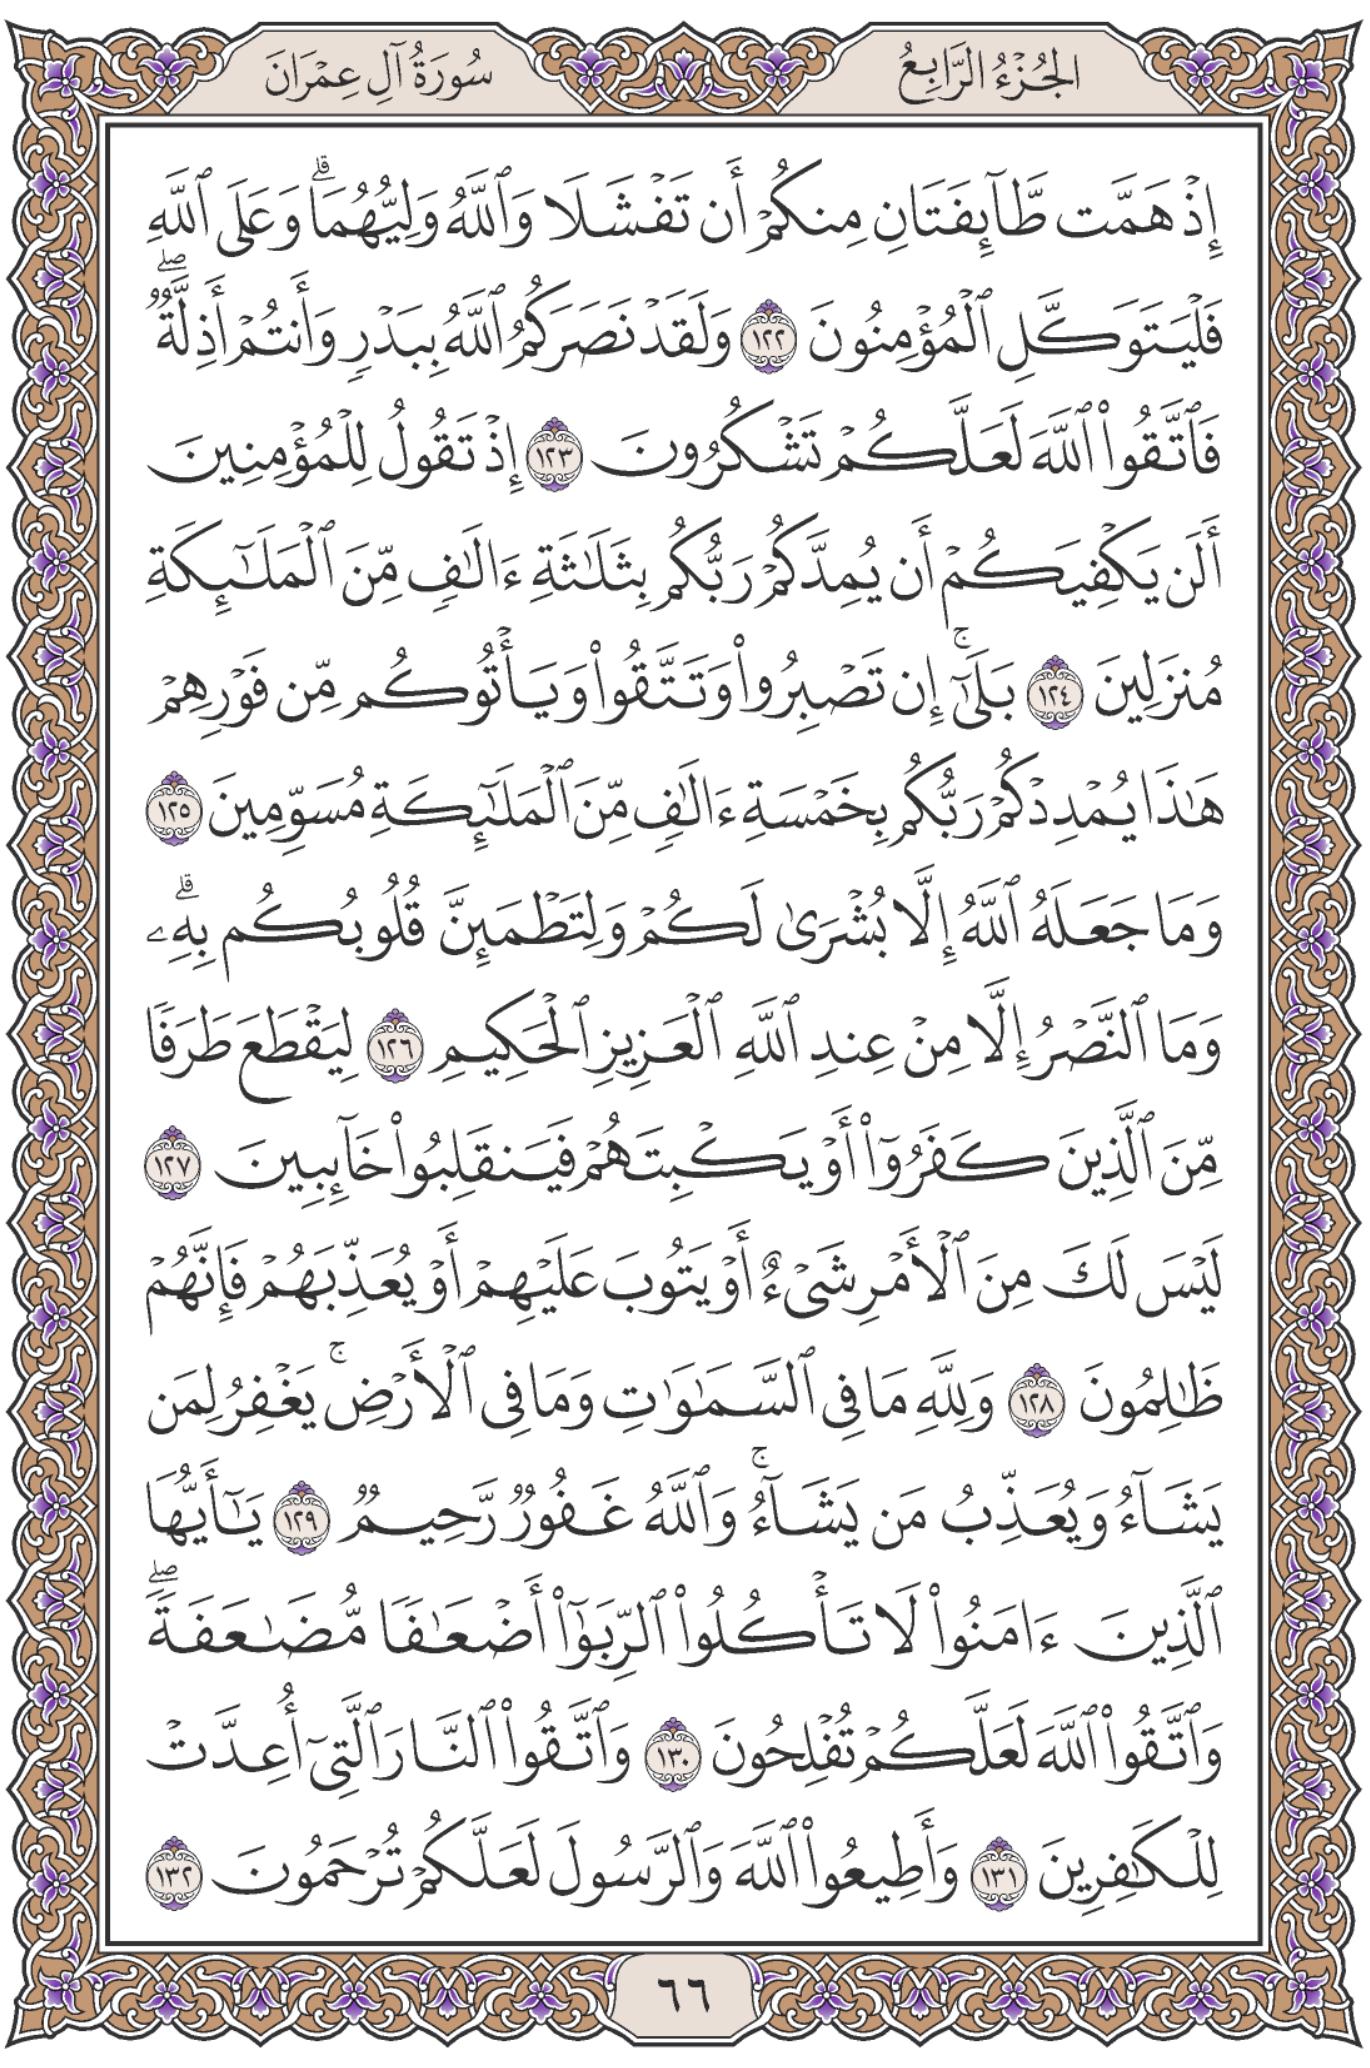 الجُزْءُ الرَّابِعُ
سُورَةُ آلِ عِمْرَانَ
إِذْ هَمَّت طَّآئِفَتَانِ مِنكُمْ أَن تَفْشَلَا وَٱللَّهُ وَلِيُّهُمَاۗ وَعَلَى ٱللَّهِ
فَلْيَتَوَكَّلِ ٱلْمُؤْمِنُونَ ١٢٢ وَلَقَدْ نَصَرَكُمُ ٱللَّهُ بِبَدْرٍ وَأَنتُمْ أَذِلَّةٌۖ
فَٱتَّقُوا۟ ٱللَّهَ لَعَلَّكُمْ تَشْكُرُونَ ١٢٣ إِذْ تَقُولُ لِلْمُؤْمِنِينَ
أَلَن يَكْفِيَكُمْ أَن يُمِدَّكُمْ رَبُّكُم بِثَلَـٰثَةِ ءَالَـٰفٍ مِّنَ ٱلْمَلَـٰٓئِكَةِ
مُنزَلِينَ ١٢٤ بَلَىٰٓۚ إِن تَصْبِرُوا۟ وَتَتَّقُوا۟ وَيَأْتُوكُم مِّن فَوْرِهِمْ
هَـٰذَا يُمْدِدْكُمْ رَبُّكُم بِخَمْسَةِ ءَالَـٰفٍ مِّنَ ٱلْمَلَـٰٓئِكَةِ مُسَوِّمِينَ ١٢٥
وَمَا جَعَلَهُ ٱللَّهُ إِلَّا بُشْرَىٰ لَكُمْ وَلِتَطْمَئِنَّ قُلُوبُكُم بِهِۦۗ
وَمَا ٱلنَّصْرُ إِلَّا مِنْ عِندِ ٱللَّهِ ٱلْعَزِيزِ ٱلْحَكِيمِ ١٢٦ لِيَقْطَعَ طَرَفًا
مِّنَ ٱلَّذِينَ كَفَرُوٓا۟ أَوْ يَكْبِتَهُمْ فَيَنقَلِبُوا۟ خَآئِبِينَ ١٢٧
لَيْسَ لَكَ مِنَ ٱلْأَمْرِ شَىْءٌ أَوْ يَتُوبَ عَلَيْهِمْ أَوْ يُعَذِّبَهُمْ فَإِنَّهُمْ
ظَـٰلِمُونَ ١٢٨ وَلِلَّهِ مَا فِى ٱلسَّمَـٰوَٰتِ وَمَا فِى ٱلْأَرْضِۚ يَغْفِرُ لِمَن
يَشَآءُ وَيُعَذِّبُ مَن يَشَآءُۚ وَٱللَّهُ غَفُورٌ رَّحِيمٌ ١٢٩ يَـٰٓأَيُّهَا
ٱلَّذِينَ ءَامَنُوا۟ لَا تَأْكُلُوا۟ ٱلرِّبَوٰٓا۟ أَضْعَـٰفًا مُّضَـٰعَفَةًۖ
وَٱتَّقُوا۟ ٱللَّهَ لَعَلَّكُمْ تُفْلِحُونَ ١٣٠ وَٱتَّقُوا۟ ٱلنَّارَ ٱلَّتِىٓ أُعِدَّتْ
لِلْكَـٰفِرِينَ ١٣١ وَأَطِيعُوا۟ ٱللَّهَ وَٱلرَّسُولَ لَعَلَّكُمْ تُرْحَمُونَ ١٣٢
٦٦